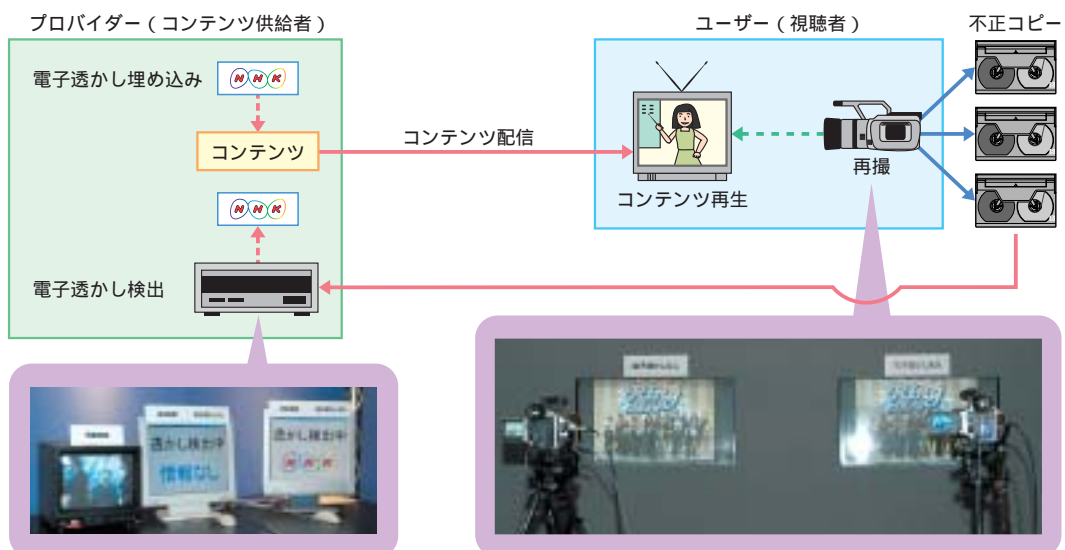 プロバイダー（コンテンツ供給者）
ユーザー（視聴者）
不正コピー
電子透かし埋め込み
NHK
コンテンツ
コンテンツ配信
再撮
コンテンツ再生
NHK
電子透かし検出
透かし検出中
情報なし
透かし検出中
NHK